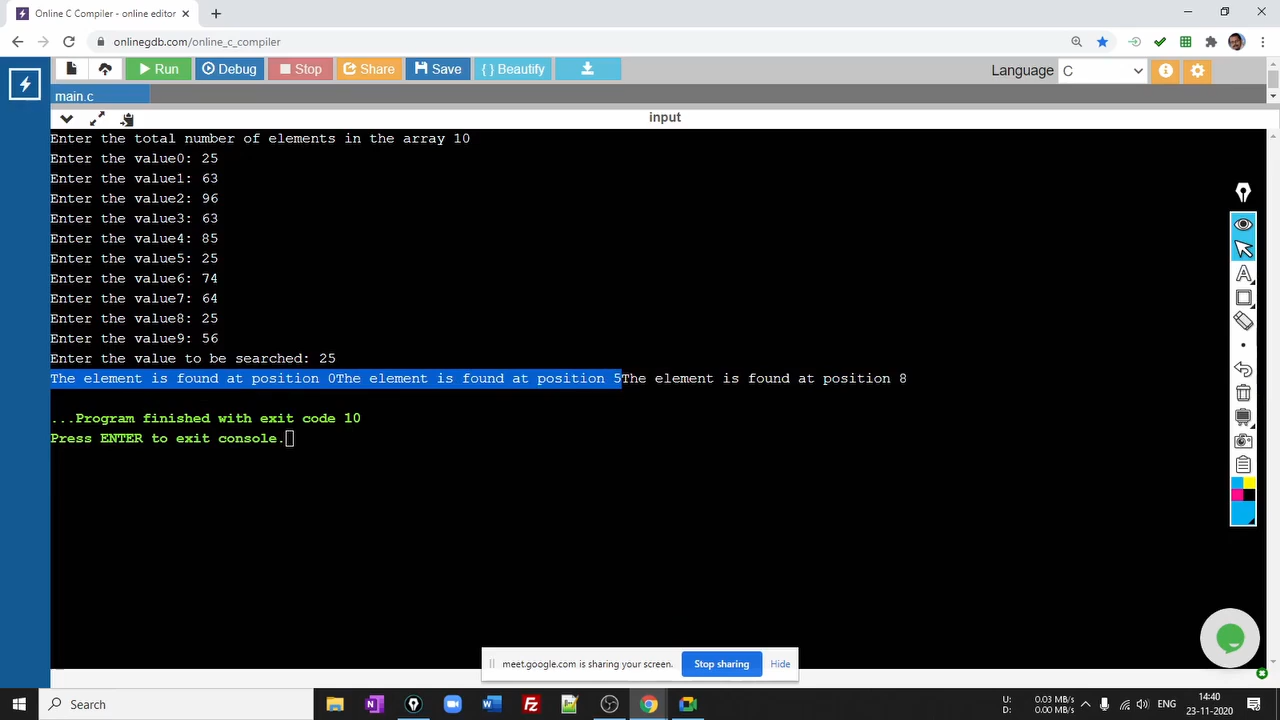 Online C Compiler - online editor
onlinegdb.com/online_c_compiler
Run Debug Stop Share Save { } Beautify Language C
main.c
input
Enter the total number of elements in the array 10
Enter the value0: 25
Enter the value1: 63
Enter the value2: 96
Enter the value3: 63
Enter the value4: 85
Enter the value5: 25
Enter the value6: 74
Enter the value7: 64
Enter the value8: 25
Enter the value9: 56
Enter the value to be searched: 25
The element is found at position 0The element is found at position 5The element is found at position 8
...Program finished with exit code 10
Press ENTER to exit console.
meet.google.com is sharing your screen. Stop sharing Hide
Search
U: 0.03 MB/s
D: 0.00 MB/s
ENG
14:40
23-11-2020